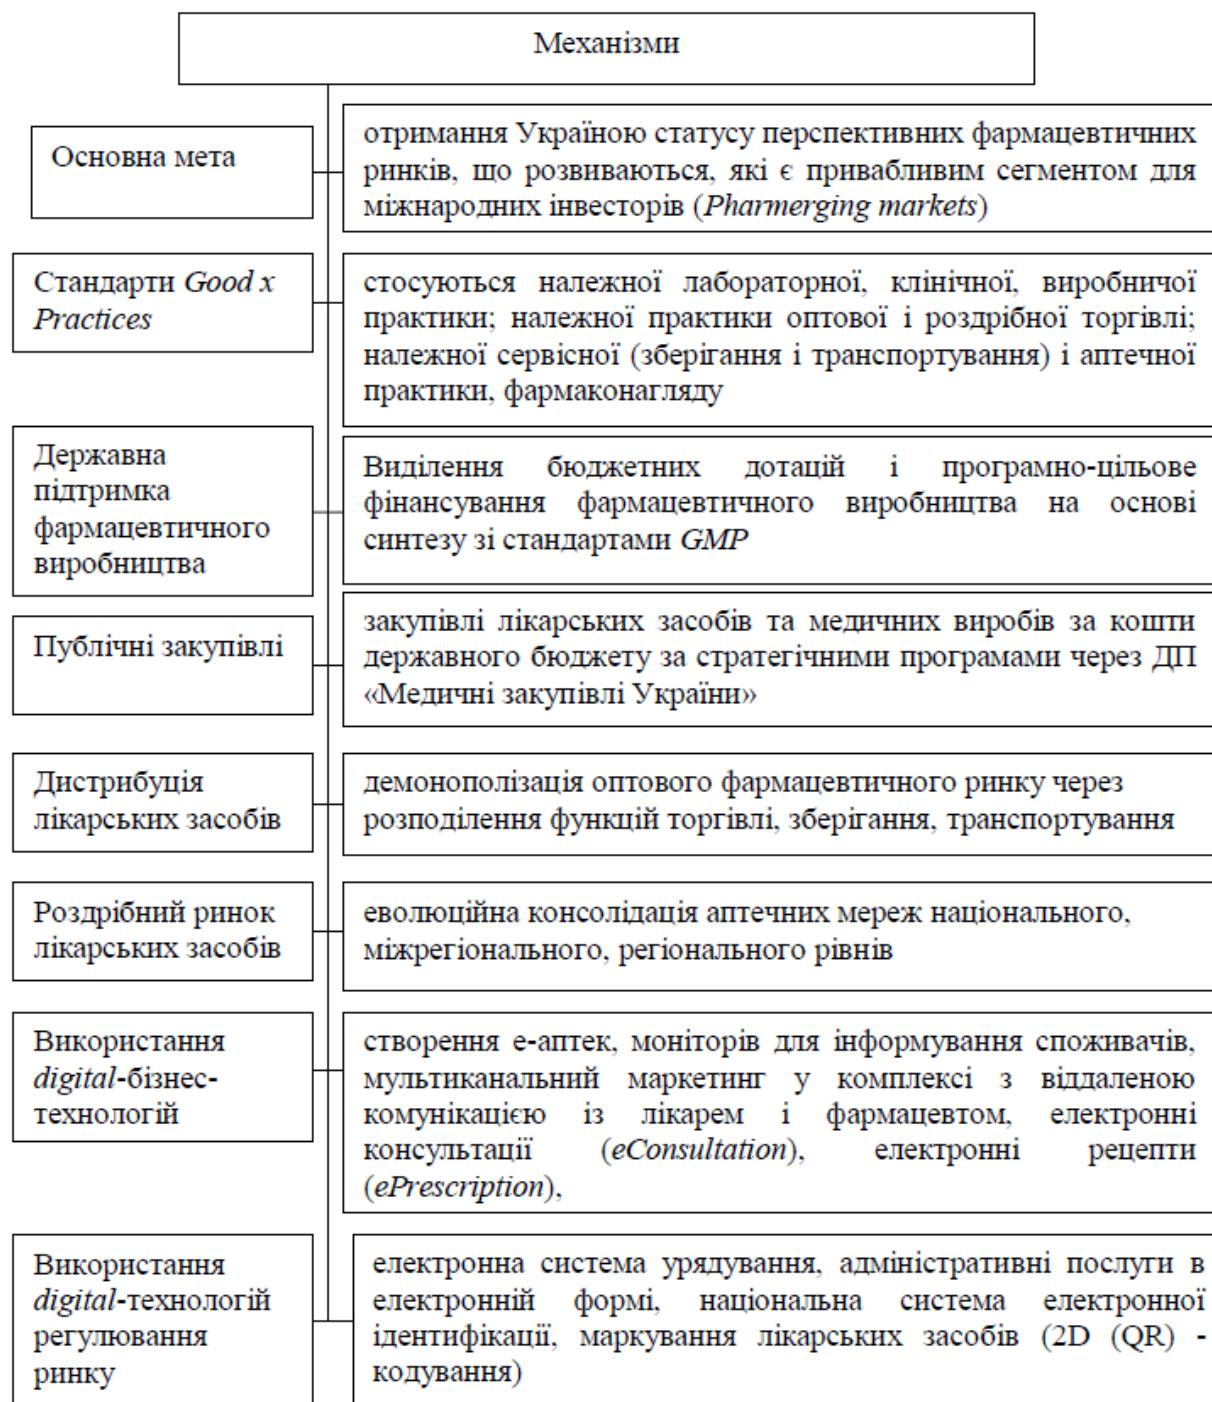 Механізми
Основна мета
отримання Україною статусу перспективних фармацевтичних
ринків, що розвиваються, які є привабливим сегментом для
міжнародних інвесторів (Pharmerging markets)
Стандарти Good x
Practices
стосуються належної лабораторної, клінічної, виробничої
практики; належної практики оптової і роздрібної торгівлі;
належної сервісної (зберігання і транспортування) і аптечної
практики, фармаконагляду
Державна
підтримка
фармацевтичного
виробництва
Виділення бюджетних дотацій і програмно-цільове
фінансування фармацевтичного виробництва на основі
синтезу зі стандартами GMP
Публічні закупівлі
закупівлі лікарських засобів та медичних виробів за кошти
державного бюджету за стратегічними програмами через ДП
«Медичні закупівлі України»
Дистрибуція
лікарських засобів
демонополізація оптового фармацевтичного ринку через
розподілення функцій торгівлі, зберігання, транспортування
Роздрібний ринок
лікарських засобів
еволюційна консолідація аптечних мереж національного,
міжрегіонального, регіонального рівнів
Використання
digital-бізнес-
технологій
створення е-аптек, моніторів для інформування споживачів,
мультиканальний маркетинг у комплексі з віддаленою
комунікацією із лікарем і фармацевтом, електронні
консультації (eConsultation), електронні рецепти
(ePrescription),
Використання
digital-технологій
регулювання
ринку
електронна система урядування, адміністративні послуги в
електронній формі, національна система електронної
ідентифікації, маркування лікарських засобів (2D (QR) -
кодування)